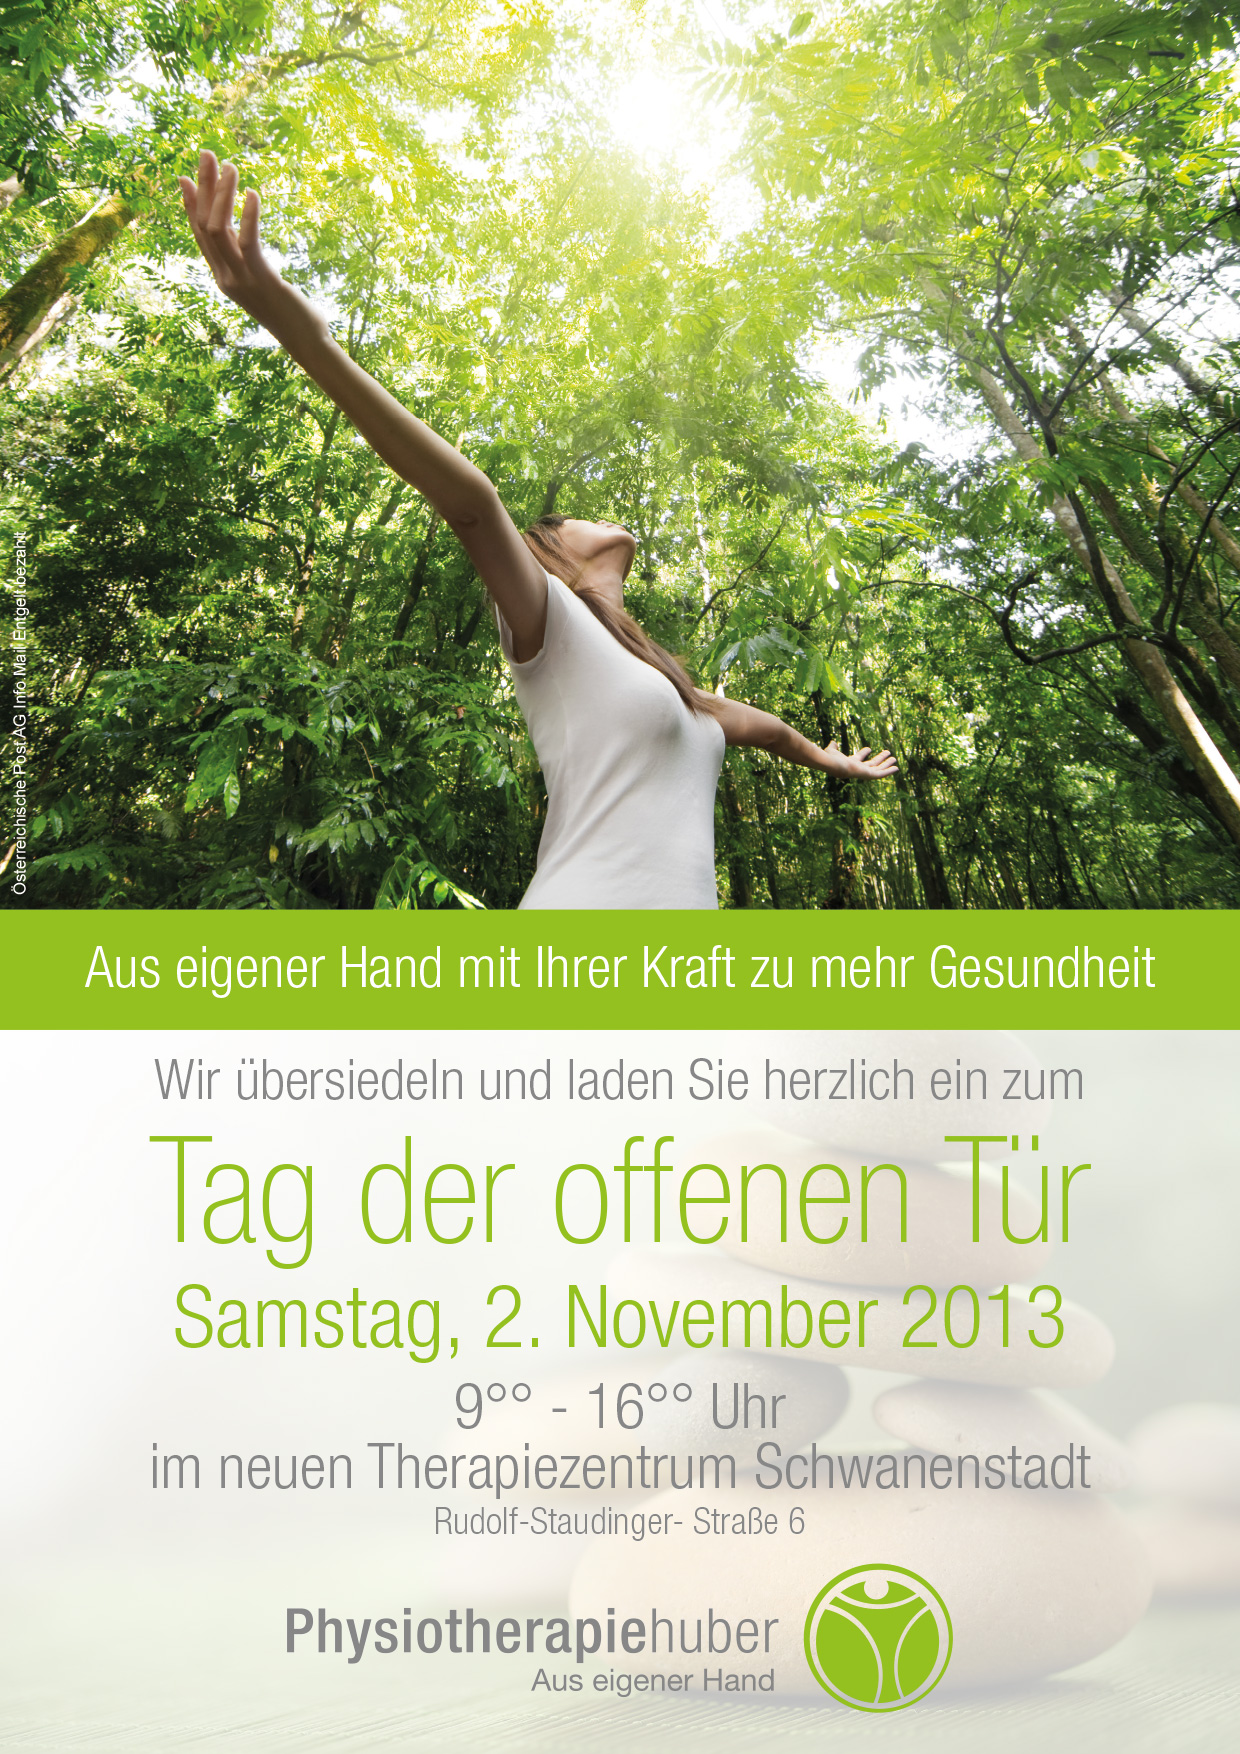 Österreichische Post AG Info.Mail Entgelt bezahlt
Aus eigener Hand mit Ihrer Kraft zu mehr Gesundheit
Wir übersiedeln und laden Sie herzlich ein zum
Tag der offenen Tür
Samstag, 2. November 2013
9°° - 16°° Uhr
im neuen Therapiezentrum Schwanenstadt
Rudolf-Staudinger- Straße 6
Physiotherapiehuber
Aus eigener Hand